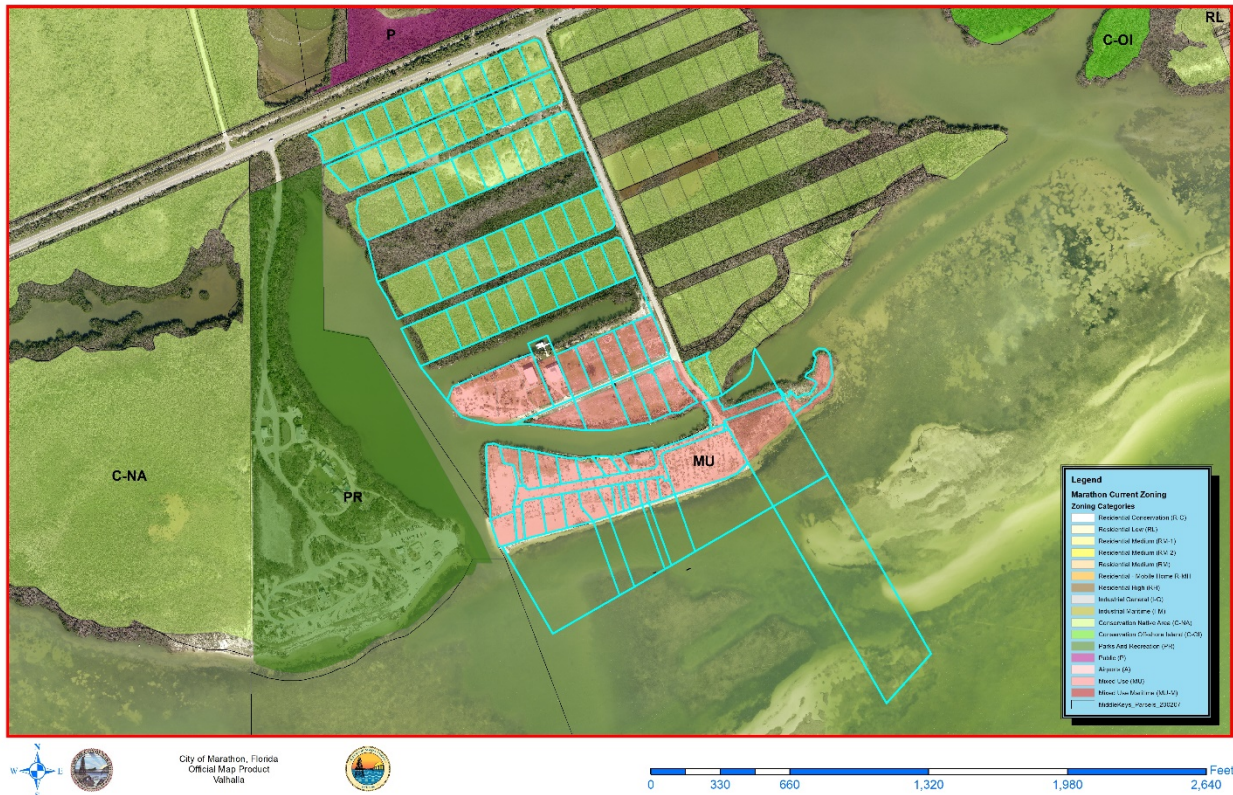 P
RL
C-OI
C-NA
PR
MU
Legend
Marathon Current Zoning
Zoning Categories
Residential Conservation (R-C)
Residential Low (RL)
Residential Medium (RM-1)
Residential Medium (RM-2)
Residential Medium (RM)
Residential - Mobile Home R-MH
Residential High (RH)
Industrial General (I-G)
Industrial Maritime (I-M)
Conservation Native Area (C-NA)
Conservation Offshore Island (C-OI)
Parks And Recreation (PR)
Public (P)
Airports (A)
Mixed Use (MU)
Mixed Use Maritime (MU-M)
MiddleKeys_Parcels_230207
N
W E
S
City of Marathon, Florida
Official Map Product
Valhalla
Feet
0 330 660 1,320 1,980 2,640